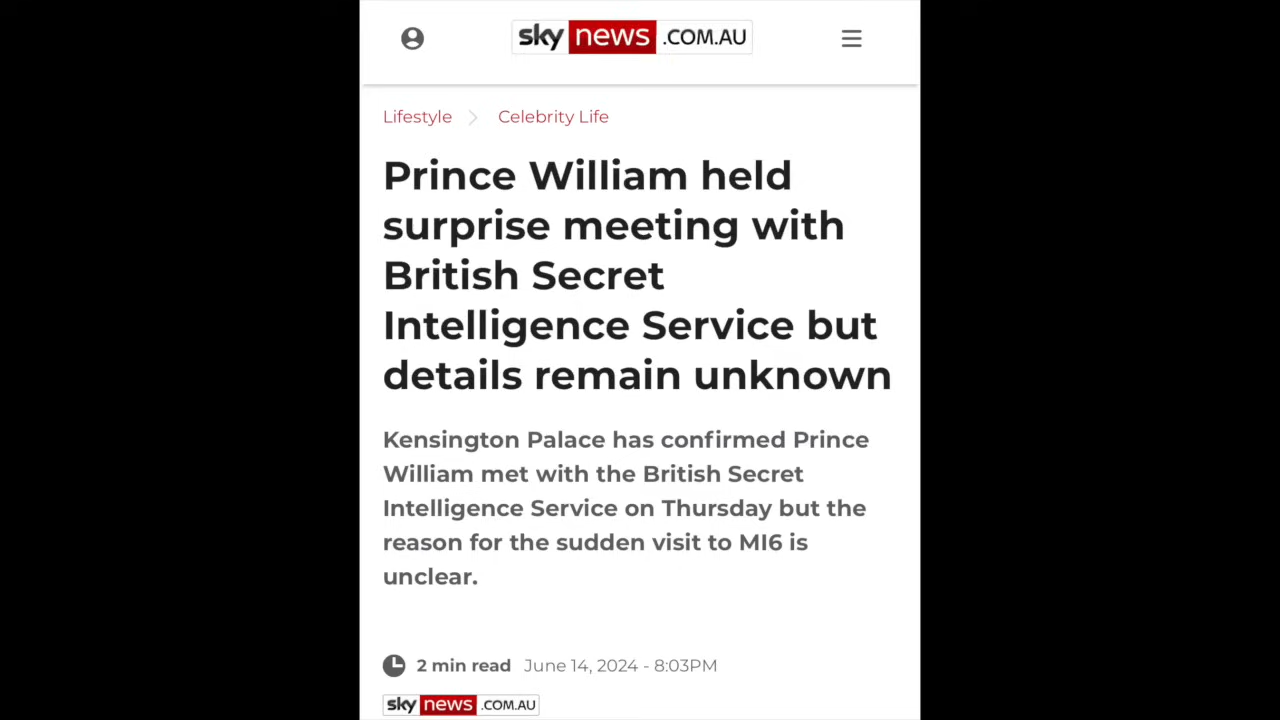 sky news .COM.AU
Lifestyle > Celebrity Life
Prince William held
surprise meeting with
British Secret
Intelligence Service but
details remain unknown
Kensington Palace has confirmed Prince
William met with the British Secret
Intelligence Service on Thursday but the
reason for the sudden visit to MI6 is
unclear.
2 min read June 14, 2024 - 8:03PM
sky news .COM.AU